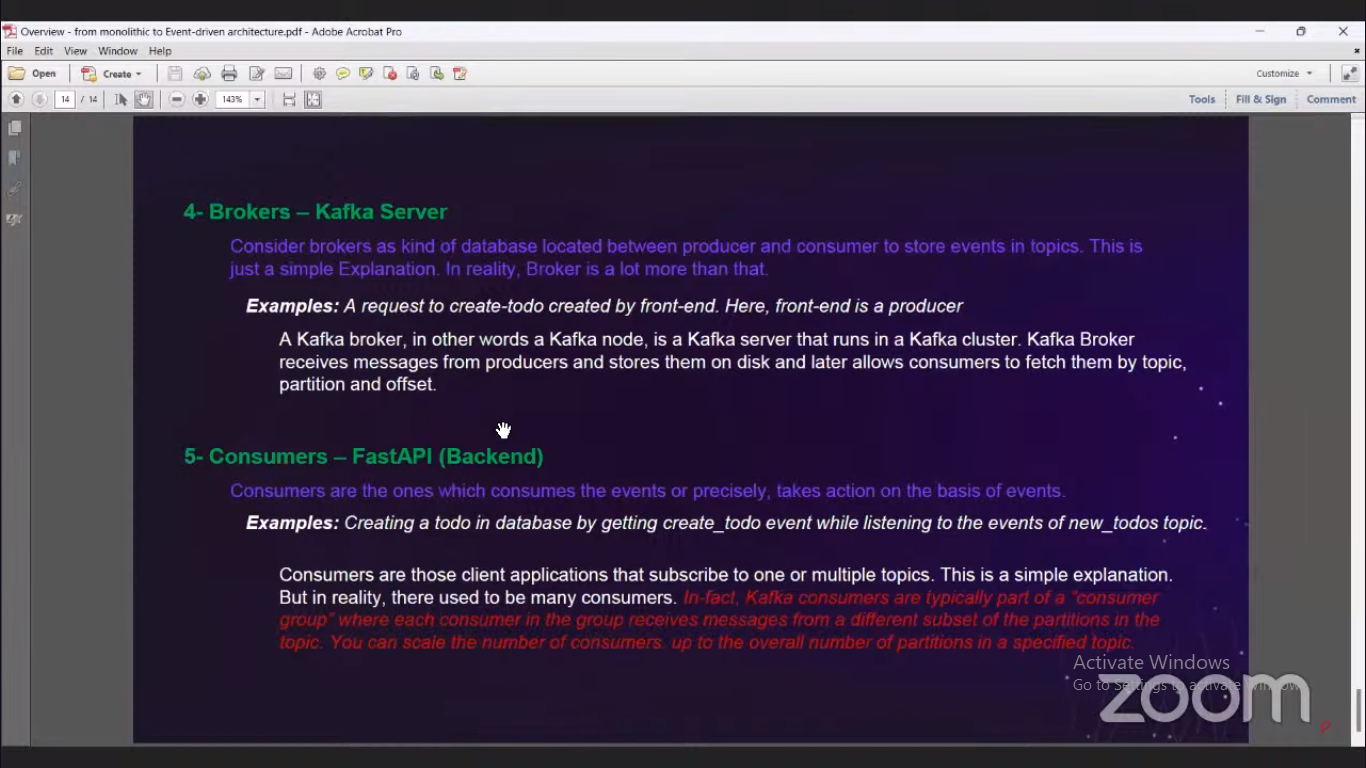 Overview - from monolithic to Event-driven architecture.pdf - Adobe Acrobat Pro
File Edit View Window Help
Open Create Customize
14 / 14 143% Tools Fill & Sign Comment
4- Brokers – Kafka Server
Consider brokers as kind of database located between producer and consumer to store events in topics. This is
just a simple Explanation. In reality, Broker is a lot more than that.
Examples: A request to create-todo created by front-end. Here, front-end is a producer
A Kafka broker, in other words a Kafka node, is a Kafka server that runs in a Kafka cluster. Kafka Broker
receives messages from producers and stores them on disk and later allows consumers to fetch them by topic,
partition and offset.
5- Consumers – FastAPI (Backend)
Consumers are the ones which consumes the events or precisely, takes action on the basis of events.
Examples: Creating a todo in database by getting create_todo event while listening to the events of new_todos topic.
Consumers are those client applications that subscribe to one or multiple topics. This is a simple explanation.
But in reality, there used to be many consumers. In-fact, Kafka consumers are typically part of a "consumer
group" where each consumer in the group receives messages from a different subset of the partitions in the
topic. You can scale the number of consumers. up to the overall number of partitions in a specified topic.
Activate Windows
Go to Settings to activate Windows
zoom